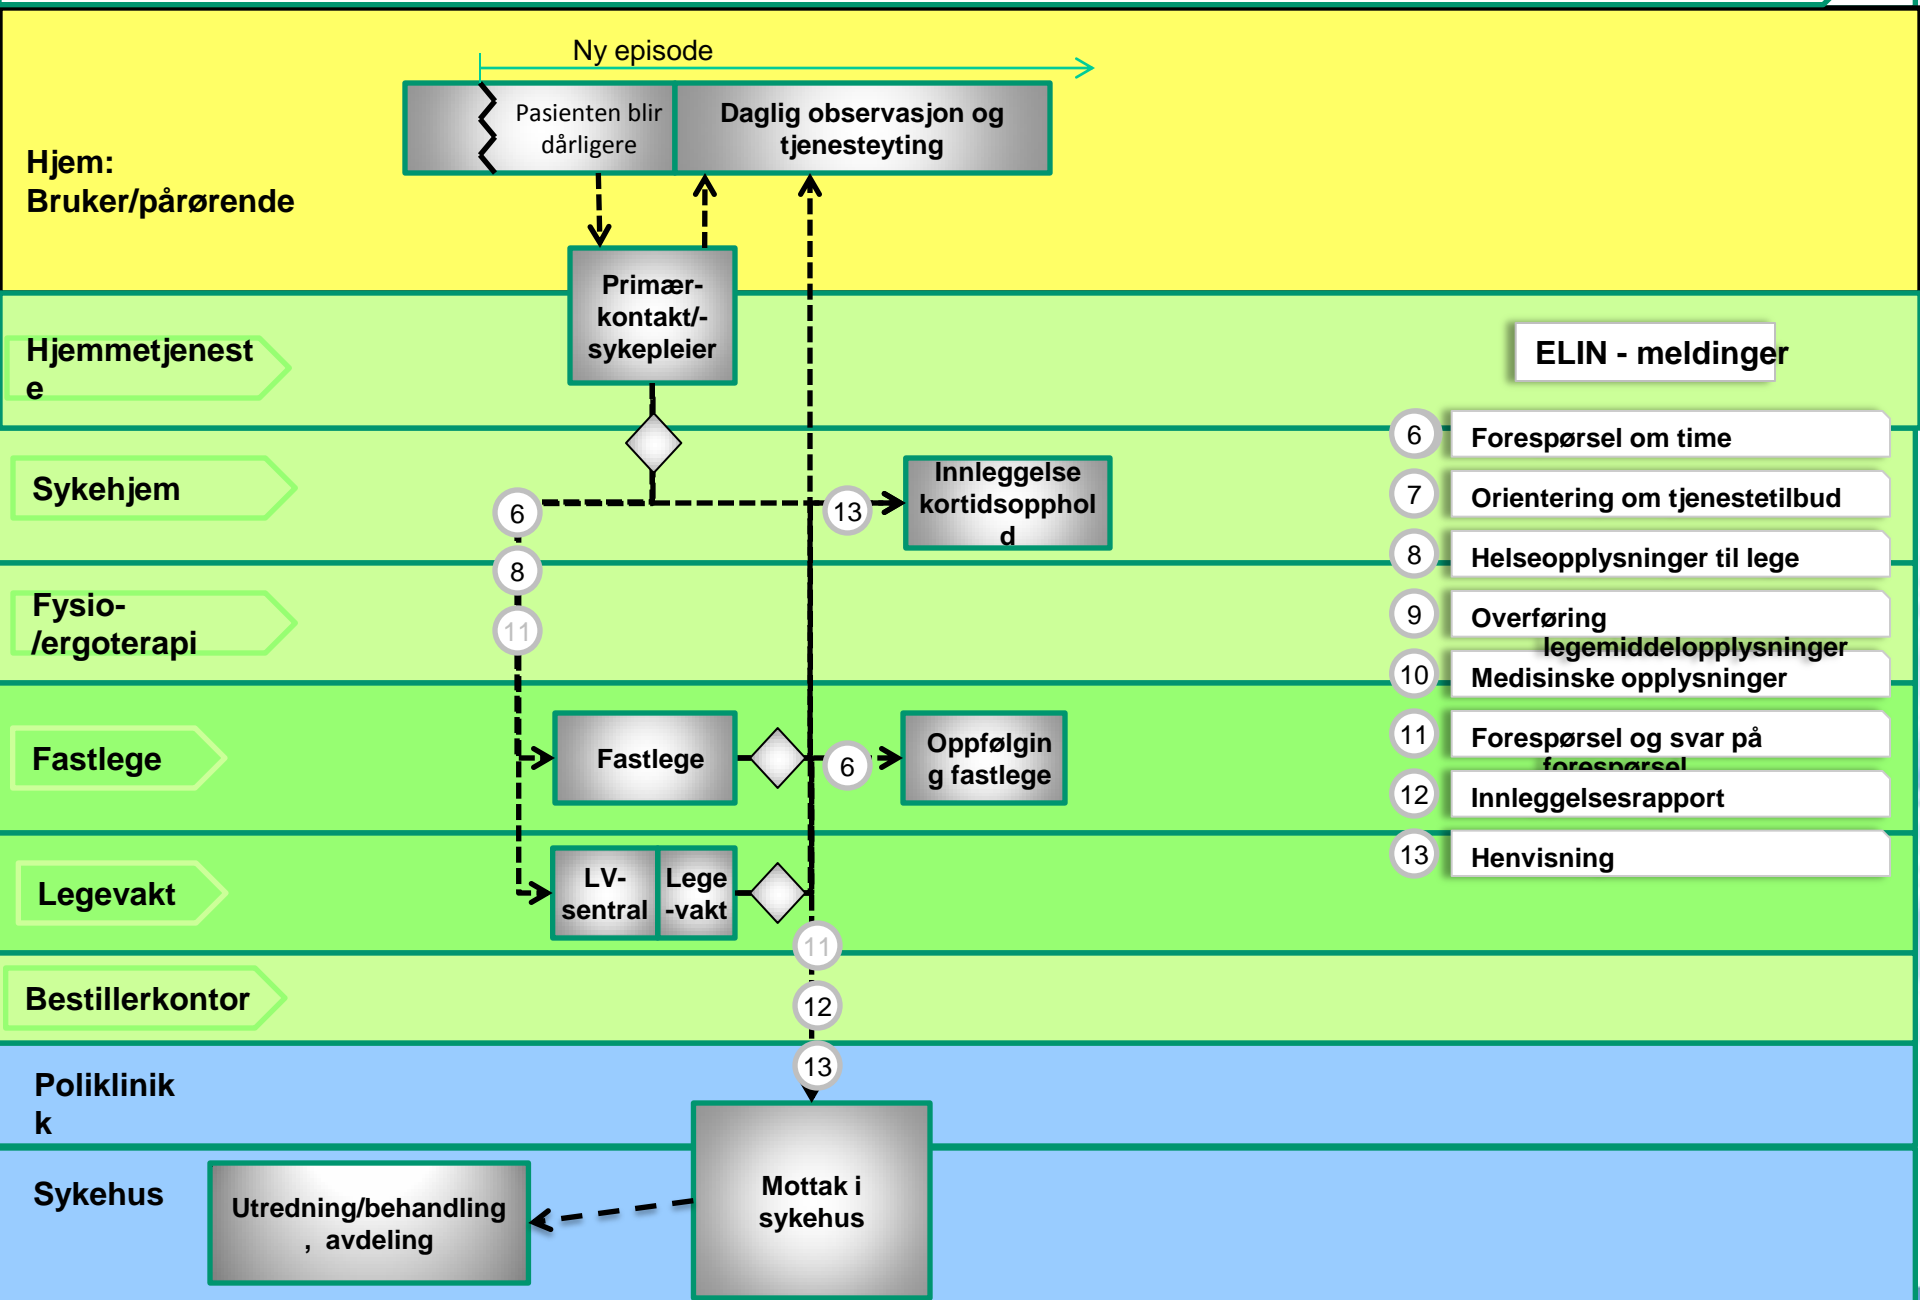 Ny episode
Pasienten blir
dårligere
Daglig observasjon og
tjenesteyting
Hjem:
Bruker/pårørende
Primær-
kontakt/-
sykepleier
Hjemmetjenest
e
ELIN - meldinger
6
Forespørsel om time
7
Orientering om tjenestetilbud
8
Helseopplysninger til lege
9
Overføring
legemiddelopplysninger
10
Medisinske opplysninger
11
Forespørsel og svar på
forespørsel
12
Innleggelsesrapport
13
Henvisning
Sykehjem
6
8
11
13
Innleggelse
kortidsopphol
d
Fysio-
/ergoterapi
Fastlege
Fastlege
6
Oppfølgin
g fastlege
Legevakt
LV-
sentral
Lege
-vakt
11
12
13
Bestillerkontor
Poliklinik
k
Sykehus
Utredning/behandling
, avdeling
Mottak i
sykehus